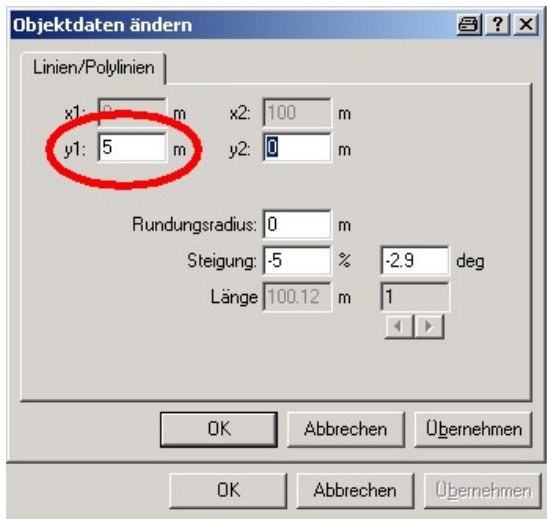 Objektdaten ändern
Linien/Polylinien
x1: 0 m x2: 100 m
y1: 5 m y2: 0 m
Rundungsradius: 0 m
Steigung: -5 % -2.9 deg
Länge 100.12 m 1
OK Abbrechen Übernehmen
OK Abbrechen Übernehmen